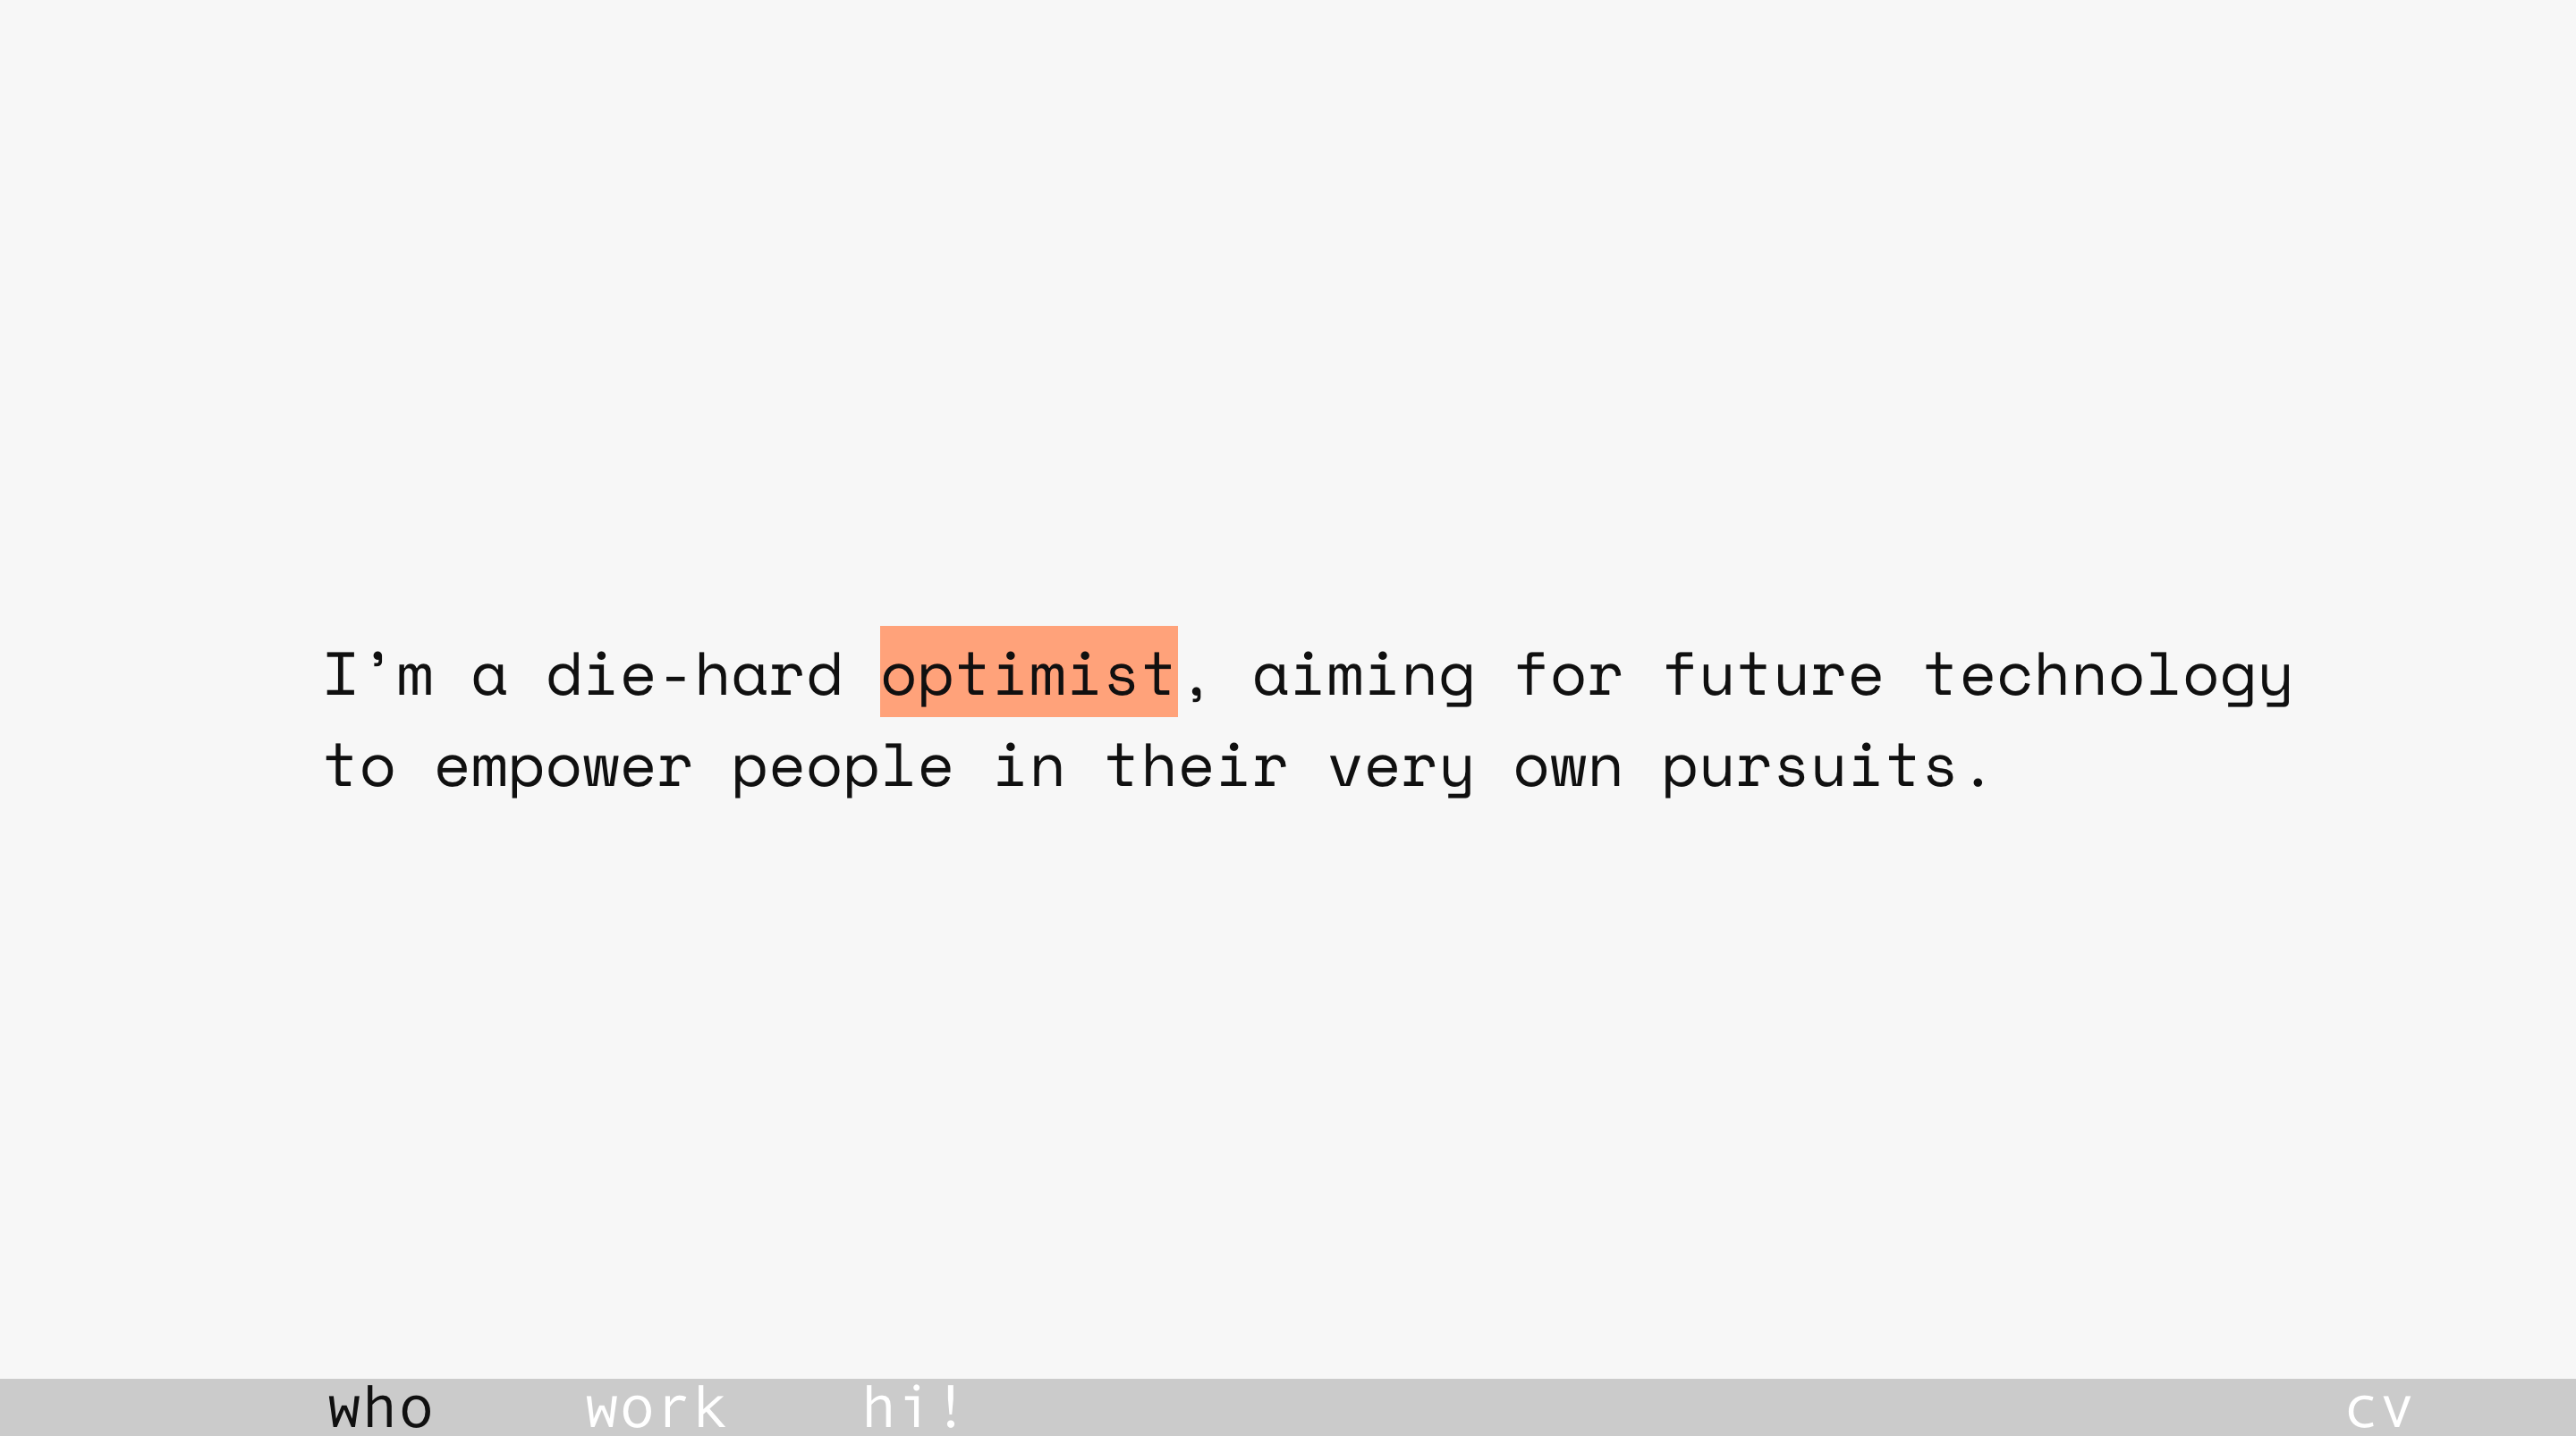 I’m a die-hard optimist, aiming for future technology
to empower people in their very own pursuits.
who work hi! cv